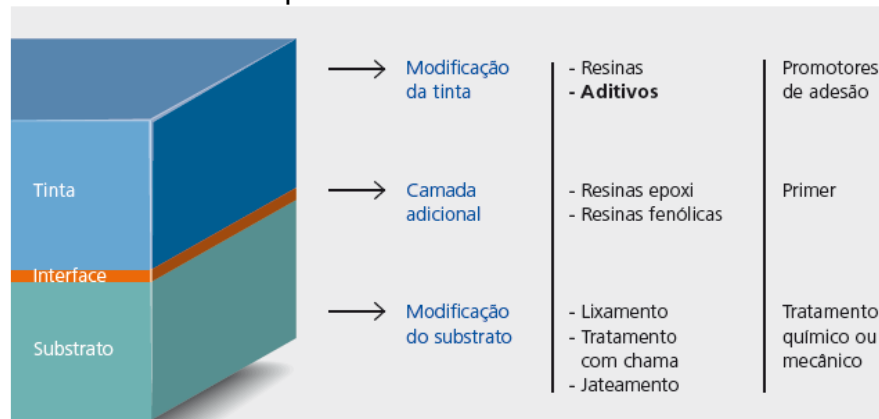 Modificação
da tinta
- Resinas
- Aditivos
Promotores
de adesão
Tinta
Camada
adicional
- Resinas epoxi
- Resinas fenólicas
Primer
Interface
Substrato
Modificação
do substrato
- Lixamento
- Tratamento
com chama
- Jateamento
Tratamento
químico ou
mecânico